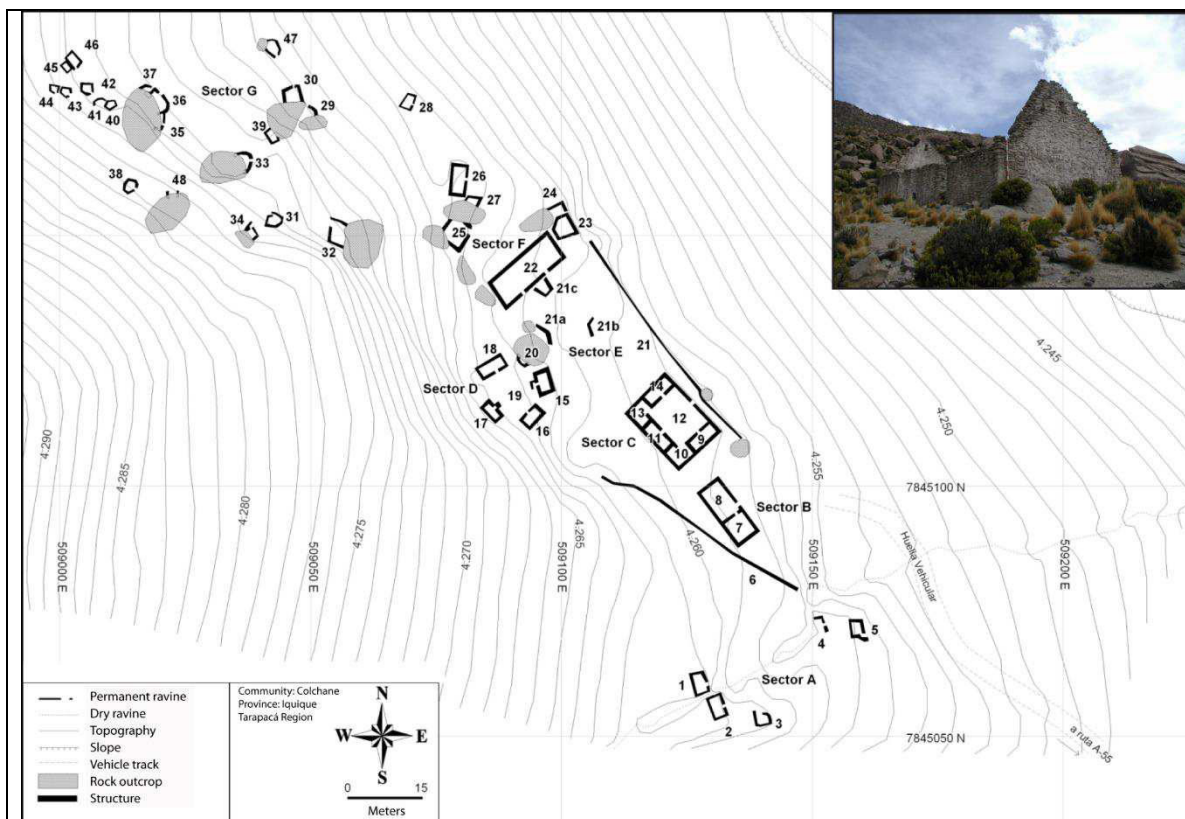 46
47
45
42
37
Sector G
30
36
28
44
43
41
40
29
35
39
33
26
38
48
27
24
34
31
23
25
32
Sector F
22
21c
21a
21b
21
18
20
Sector E
Sector D
14
19
15
12
13
17
16
9
Sector C
11
10
4.290
4.285
4.280
4.275
4.270
4.265
4.260
4.255
4.250
4.245
7845100 N
8
Sector B
7
509000 E
509050 E
509100 E
509150 E
509200 E
Huella Vehicular
6
4
5
1
Sector A
2
3
7845050 N
a ruta A-55
Permanent ravine
Dry ravine
Topography
Slope
Vehicle track
Rock outcrop
Structure
Community: Colchane
Province: Iquique
Tarapacá Region
N
W E
S
0 15
Meters